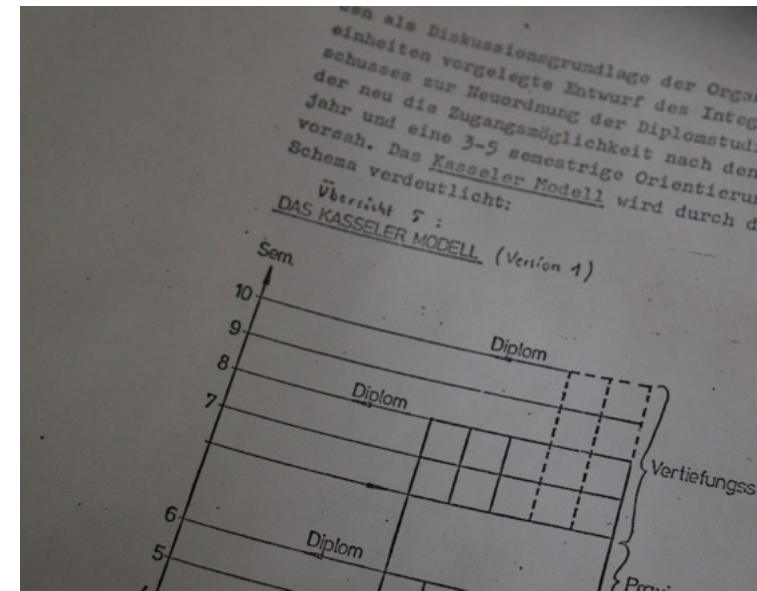 den als Diskussionsgrundlage der Organ
einheiten vorgelegte Entwurf des Integ
schusses zur Neuordnung der Diplomstudi
der neu die Zugangsmöglichkeit nach dem
jahr und eine 3-5 semestrige Orientierun
vorsah. Das Kasseler Modell wird durch d
Schema verdeutlicht:
Übersicht 5 :
DAS KASSELER MODELL (Version 1)
Sem.
10
Diplom
9
8
Diplom
7
Vertiefungss
6
Diplom
5